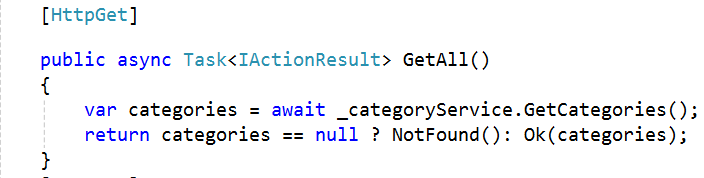 [HttpGet]
public async Task<IActionResult> GetAll()
{
var categories = await _categoryService.GetCategories();
return categories == null ? NotFound(): Ok(categories);
}